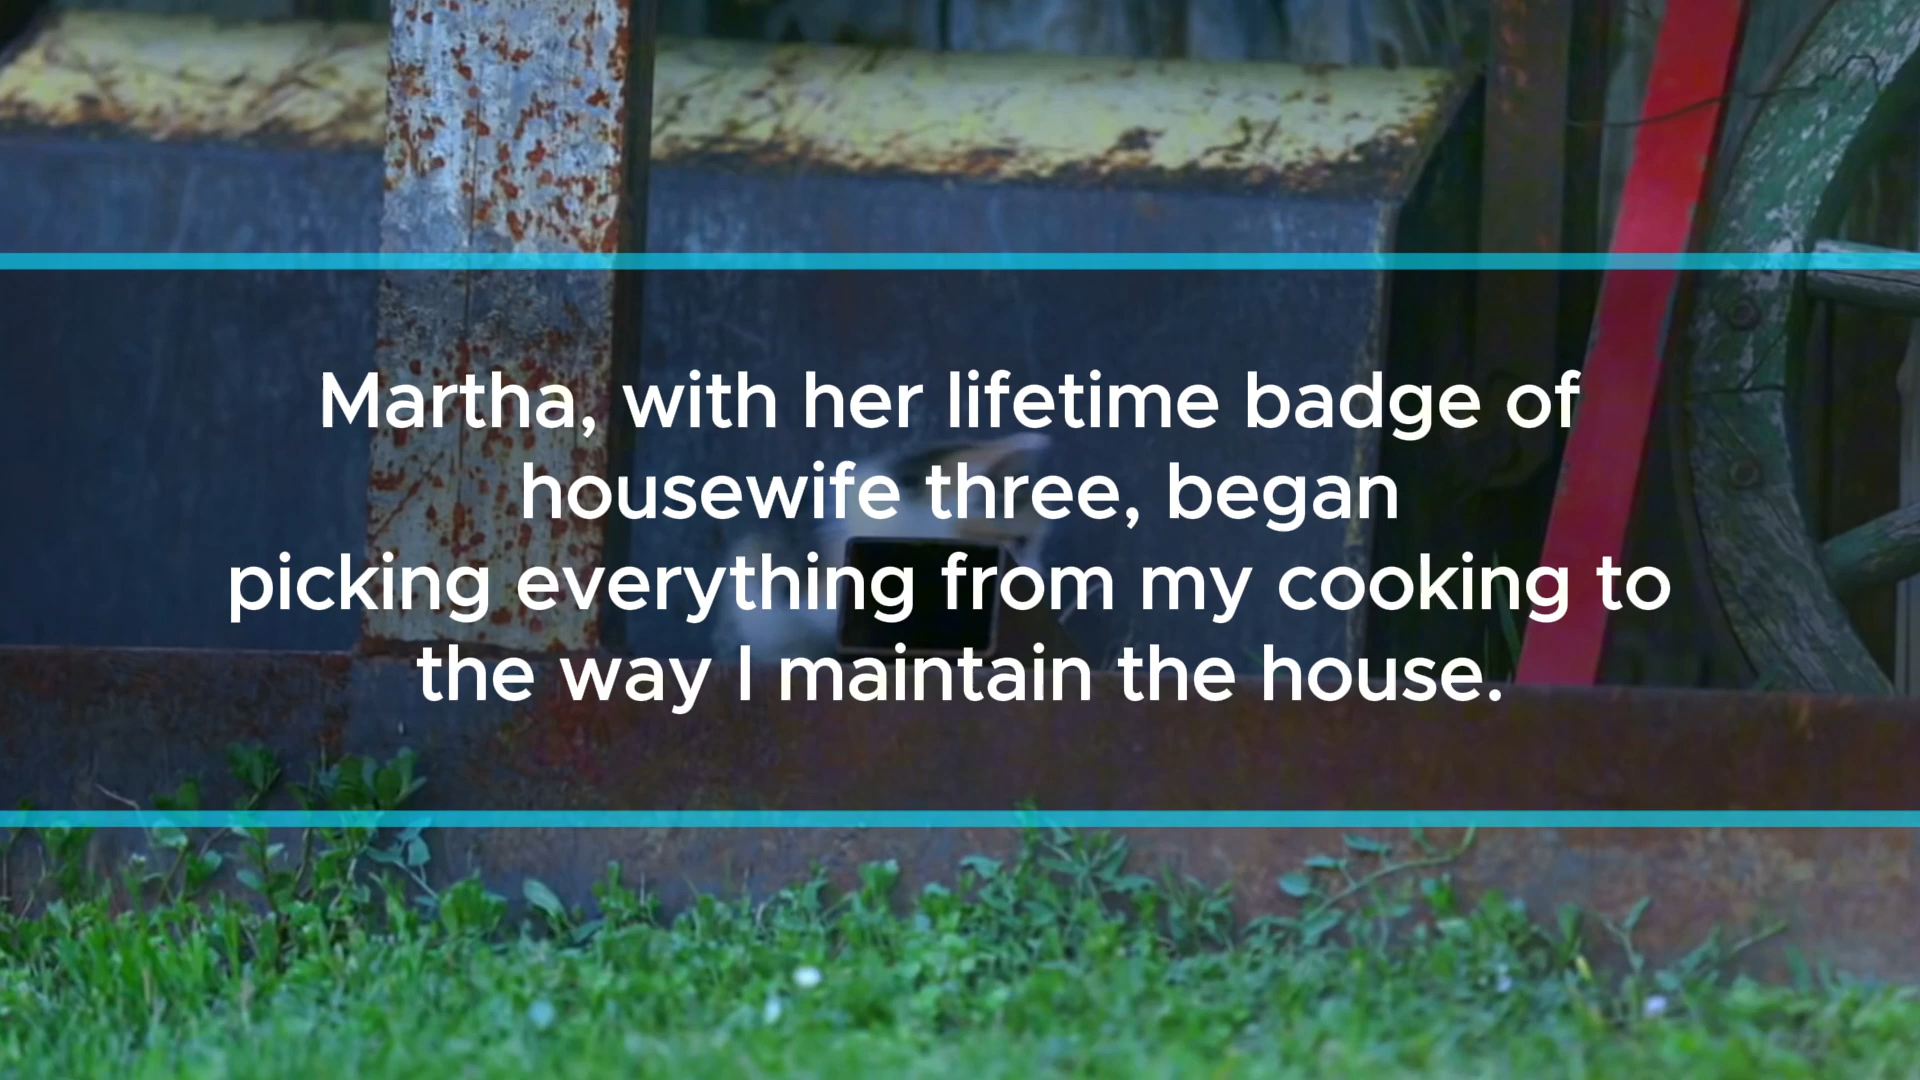 Martha, with her lifetime badge of
housewife three, began
picking everything from my cooking to
the way I maintain the house.